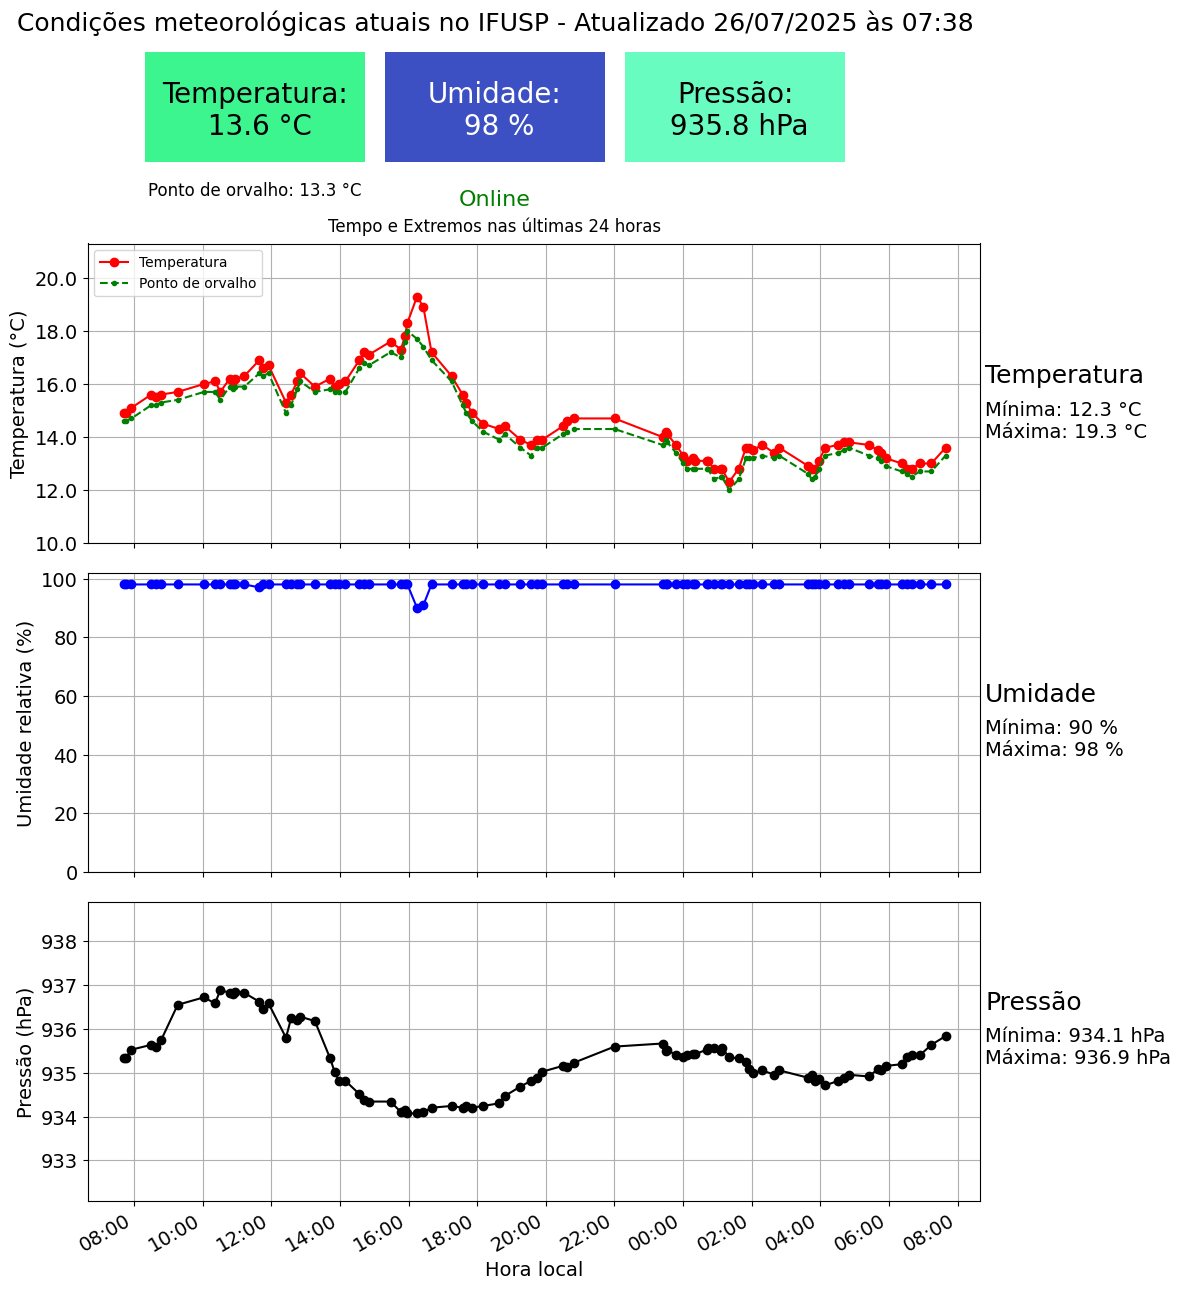 Condições meteorológicas atuais no IFUSP - Atualizado 26/07/2025 às 07:38
Temperatura:
13.6 °C
Umidade:
98 %
Pressão:
935.8 hPa
Ponto de orvalho: 13.3 °C
Online
Tempo e Extremos nas últimas 24 horas
Temperatura
Ponto de orvalho
Temperatura (°C)
20.0
18.0
16.0
14.0
12.0
10.0
Temperatura
Mínima: 12.3 °C
Máxima: 19.3 °C
Umidade relativa (%)
100
80
60
40
20
0
Umidade
Mínima: 90 %
Máxima: 98 %
Pressão (hPa)
938
937
936
935
934
933
Pressão
Mínima: 934.1 hPa
Máxima: 936.9 hPa
08:00 10:00 12:00 14:00 16:00 18:00 20:00 22:00 00:00 02:00 04:00 06:00 08:00
Hora local